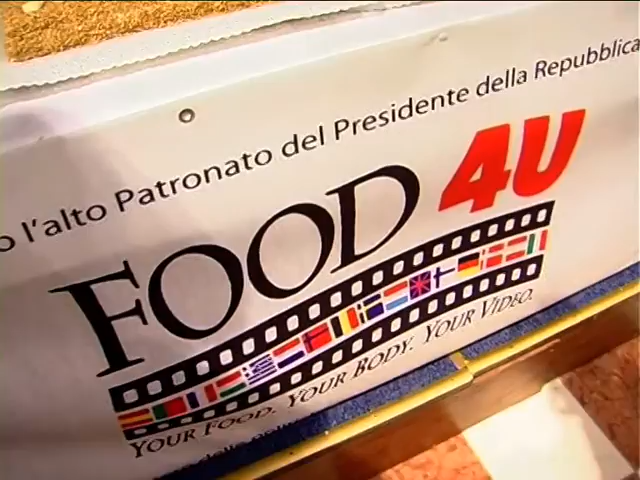 o l'alto Patronato del Presidente della Repubblica
FOOD 4U
YOUR FOOD. YOUR BODY. YOUR VIDEO.